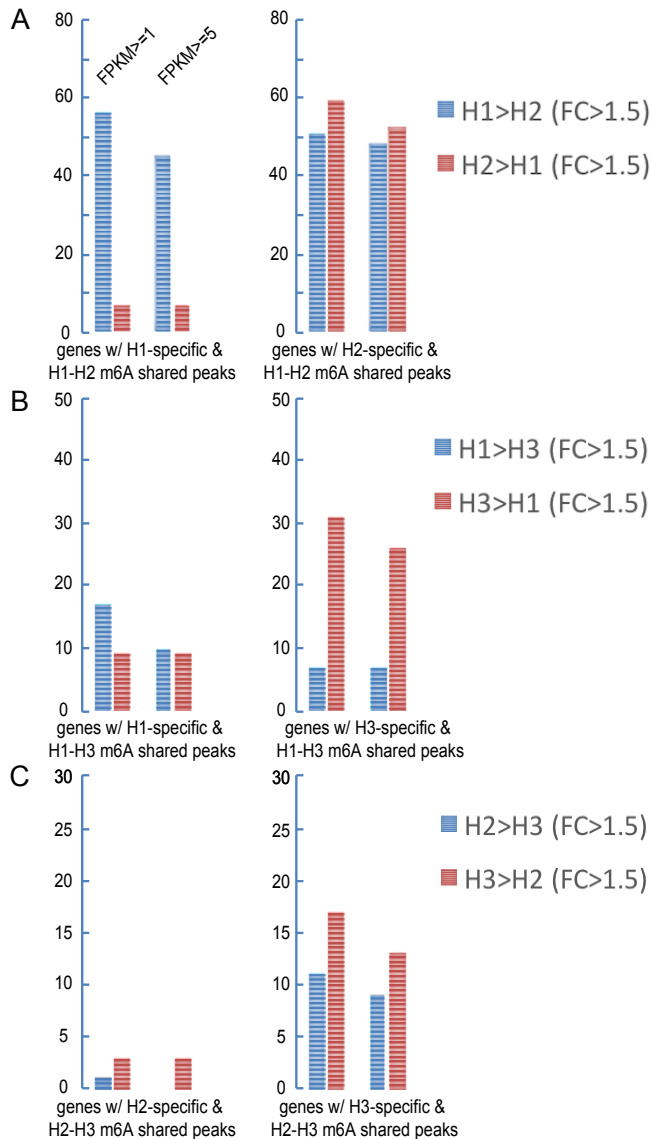 A
80
60
40
20
0
FPKM>=1
FPKM>=5
genes w/ H1-specific &
H1-H2 m6A shared peaks
80
60
40
20
0
genes w/ H2-specific &
H1-H2 m6A shared peaks
H1>H2 (FC>1.5)
H2>H1 (FC>1.5)
B
50
40
30
20
10
0
genes w/ H1-specific &
H1-H3 m6A shared peaks
50
40
30
20
10
0
genes w/ H3-specific &
H1-H3 m6A shared peaks
H1>H3 (FC>1.5)
H3>H1 (FC>1.5)
C
30
25
20
15
10
5
0
genes w/ H2-specific &
H2-H3 m6A shared peaks
30
25
20
15
10
5
0
genes w/ H3-specific &
H2-H3 m6A shared peaks
H2>H3 (FC>1.5)
H3>H2 (FC>1.5)